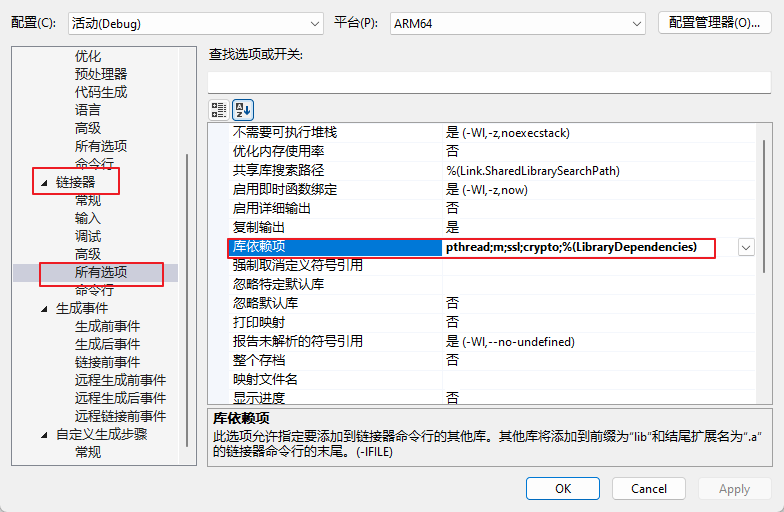 配置(C): 活动(Debug) 平台(P): ARM64 配置管理器(O)...
优化
预处理器
代码生成
语言
高级
所有选项
命令行
链接器
常规
输入
调试
高级
所有选项
命令行
生成事件
生成前事件
生成后事件
链接前事件
远程生成前事件
远程生成后事件
远程链接前事件
自定义生成步骤
常规
查找选项或开关:
不需要可执行堆栈 是 (-Wl,-z,noexecstack)
优化内存使用率 否
共享库搜索路径 %(Link.SharedLibrarySearchPath)
启用即时函数绑定 是 (-Wl,-z,now)
启用详细输出 否
复制输出 是
库依赖项 pthread;m;ssl;crypto;%(LibraryDependencies)
强制取消定义符号引用
忽略特定默认库
忽略默认库 否
打印映射 否
报告未解析的符号引用 是 (-Wl,--no-undefined)
整个存档 否
映射文件名
显示进度 否
库依赖项
此选项允许指定要添加到链接器命令行的其他库。其他库将添加到前缀为“lib”和结尾扩展名为“.a”
的链接器命令行的末尾。(-lFILE)
OK Cancel Apply